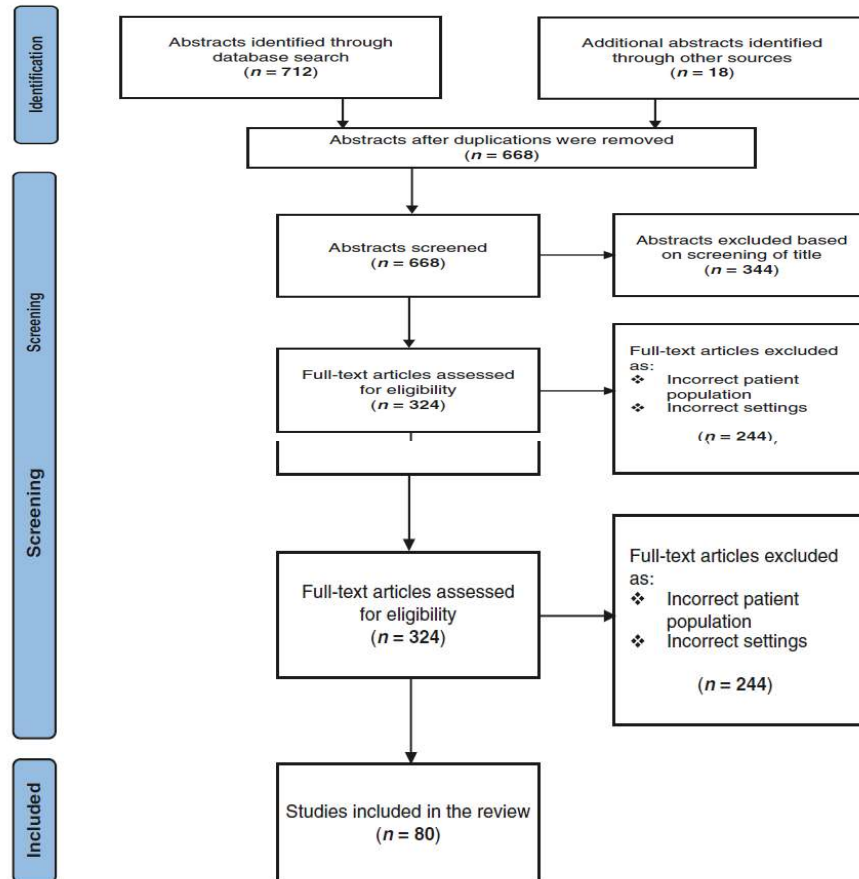 Identification
Abstracts identified through
database search
(n = 712)
Additional abstracts identified
through other sources
(n = 18)
Abstracts after duplications were removed
(n = 668)
Screening
Abstracts screened
(n = 668)
Abstracts excluded based
on screening of title
(n = 344)
Full-text articles assessed
for eligibility
(n = 324)
Full-text articles excluded
as:
❖ Incorrect patient
population
❖ Incorrect settings
(n = 244)
Screening
Full-text articles assessed
for eligibility
(n = 324)
Full-text articles excluded
as:
❖ Incorrect patient
population
❖ Incorrect settings
(n = 244)
Included
Studies included in the review
(n = 80)